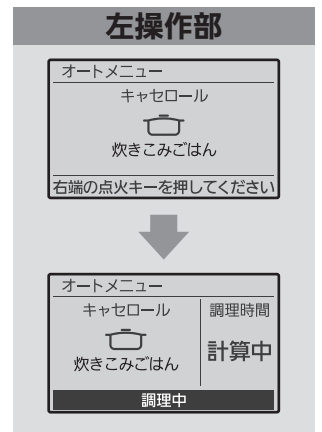 左操作部
オートメニュー
キャセロール
炊きこみごはん
右端の点火キーを押してください
オートメニュー
キャセロール
調理時間
炊きこみごはん
計算中
調理中